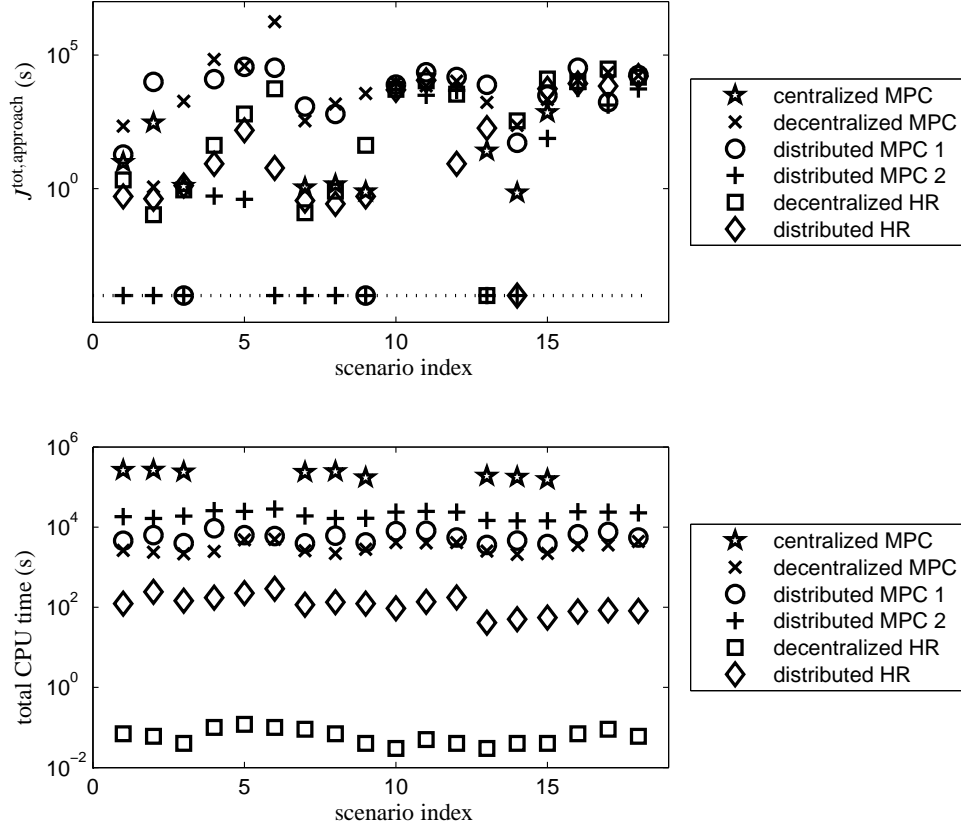 J^tot,approach (s)
10^5
10^0
0
5
10
15
scenario index
centralized MPC
decentralized MPC
distributed MPC 1
distributed MPC 2
decentralized HR
distributed HR
total CPU time (s)
10^6
10^4
10^2
10^0
10^−2
0
5
10
15
scenario index
centralized MPC
decentralized MPC
distributed MPC 1
distributed MPC 2
decentralized HR
distributed HR